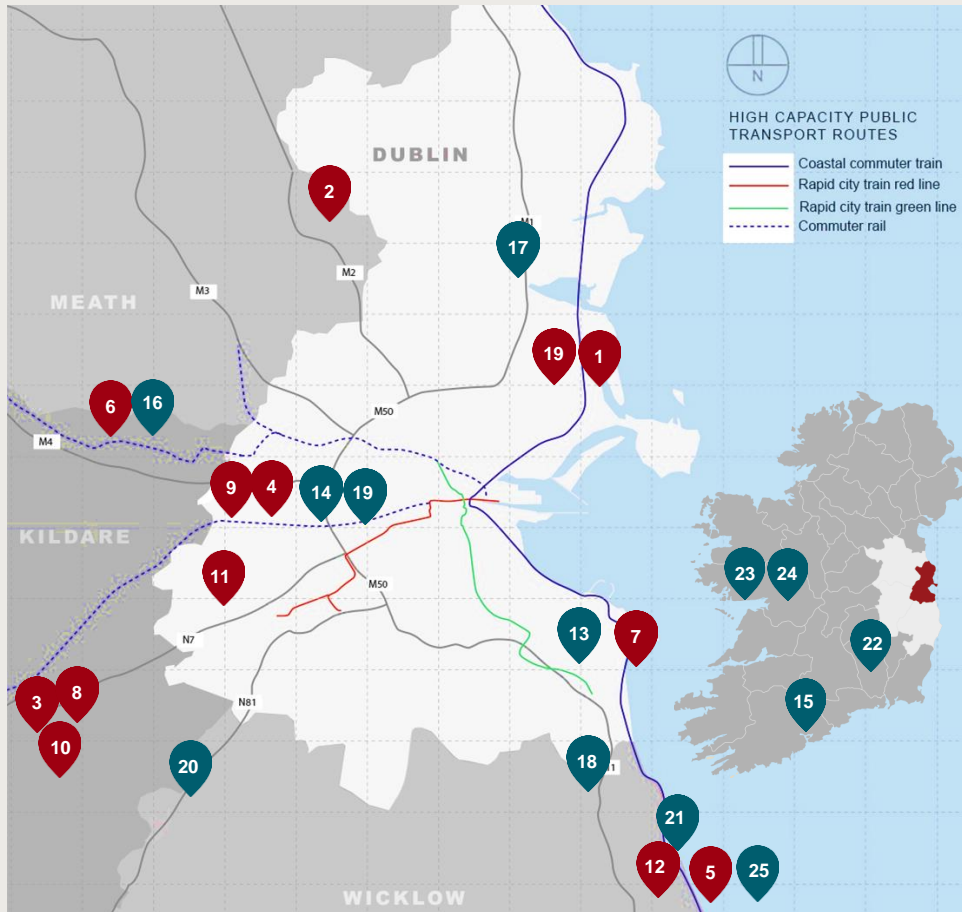 N
HIGH CAPACITY PUBLIC
TRANSPORT ROUTES
Coastal commuter train
Rapid city train red line
Rapid city train green line
Commuter rail
DUBLIN
2
M1
17
M2
M3
MEATH
19
1
6
16
M50
M4
9
4
14
19
KILDARE
11
M50
23
24
13
7
22
N7
3
8
N81
15
10
20
18
21
12
5
25
WICKLOW